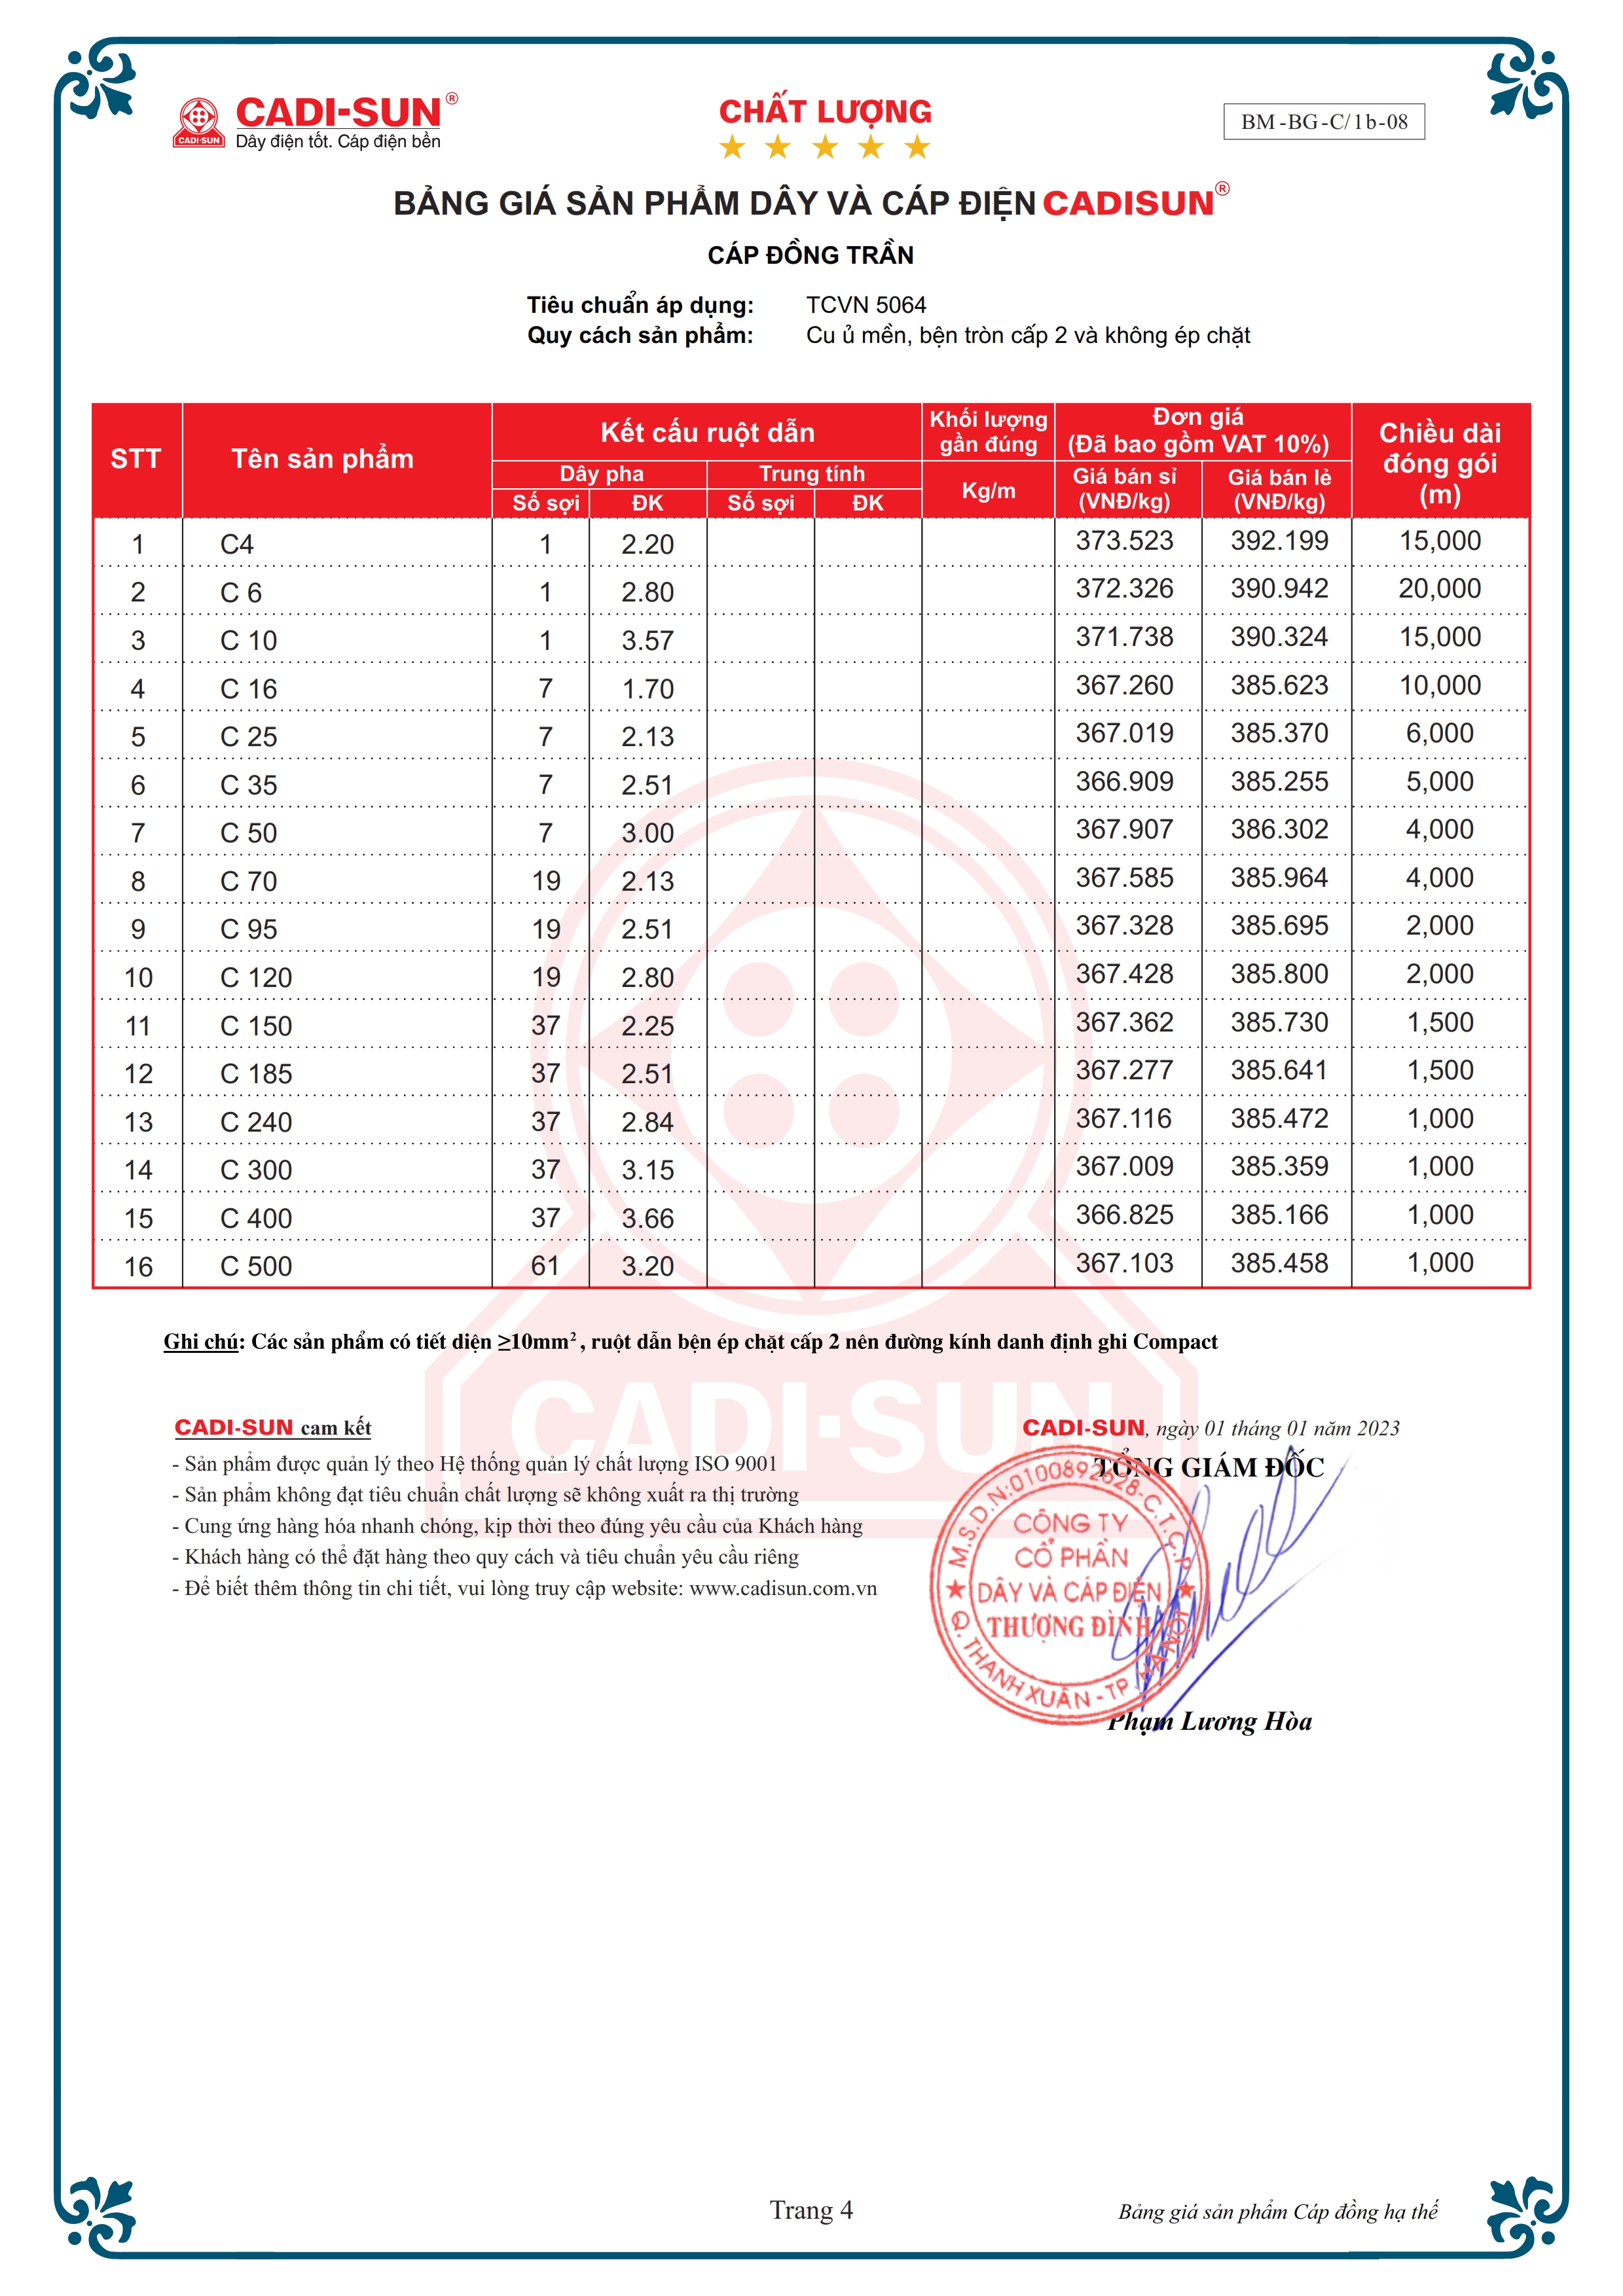 CADI-SUN®
Dây điện tốt. Cáp điện bền
CADI-SUN
CHẤT LƯỢNG
BM-BG-C/1b-08
BẢNG GIÁ SẢN PHẨM DÂY VÀ CÁP ĐIỆN CADISUN®
CÁP ĐỒNG TRẦN
Tiêu chuẩn áp dụng: TCVN 5064
Quy cách sản phẩm: Cu ủ mền, bện tròn cấp 2 và không ép chặt
STT Tên sản phẩm Kết cấu ruột dẫn Khối lượng gần đúng Đơn giá (Đã bao gồm VAT 10%) Chiều dài đóng gói (m)
Dây pha Trung tính Kg/m Giá bán sỉ (VNĐ/kg) Giá bán lẻ (VNĐ/kg)
Số sợi ĐK Số sợi ĐK
1 C4 1 2.20 373.523 392.199 15,000
2 C 6 1 2.80 372.326 390.942 20,000
3 C 10 1 3.57 371.738 390.324 15,000
4 C 16 7 1.70 367.260 385.623 10,000
5 C 25 7 2.13 367.019 385.370 6,000
6 C 35 7 2.51 366.909 385.255 5,000
7 C 50 7 3.00 367.907 386.302 4,000
8 C 70 19 2.13 367.585 385.964 4,000
9 C 95 19 2.51 367.328 385.695 2,000
10 C 120 19 2.80 367.428 385.800 2,000
11 C 150 37 2.25 367.362 385.730 1,500
12 C 185 37 2.51 367.277 385.641 1,500
13 C 240 37 2.84 367.116 385.472 1,000
14 C 300 37 3.15 367.009 385.359 1,000
15 C 400 37 3.66 366.825 385.166 1,000
16 C 500 61 3.20 367.103 385.458 1,000
Ghi chú: Các sản phẩm có tiết diện ≥10mm², ruột dẫn bện ép chặt cấp 2 nên đường kính danh định ghi Compact
CADI-SUN
CADI-SUN cam kết
- Sản phẩm được quản lý theo Hệ thống quản lý chất lượng ISO 9001
- Sản phẩm không đạt tiêu chuẩn chất lượng sẽ không xuất ra thị trường
- Cung ứng hàng hóa nhanh chóng, kịp thời theo đúng yêu cầu của Khách hàng
- Khách hàng có thể đặt hàng theo quy cách và tiêu chuẩn yêu cầu riêng
- Để biết thêm thông tin chi tiết, vui lòng truy cập website: www.cadisun.com.vn
CADI-SUN, ngày 01 tháng 01 năm 2023
TỔNG GIÁM ĐỐC
M.S.D.N:0100892628-C.T.C.P
CÔNG TY
CỔ PHẦN
DÂY VÀ CÁP ĐIỆN
THƯỢNG ĐÌNH
Q. THANH XUÂN - TP. HÀ NỘI
Phạm Lương Hòa
Trang 4
Bảng giá sản phẩm Cáp đồng hạ thế